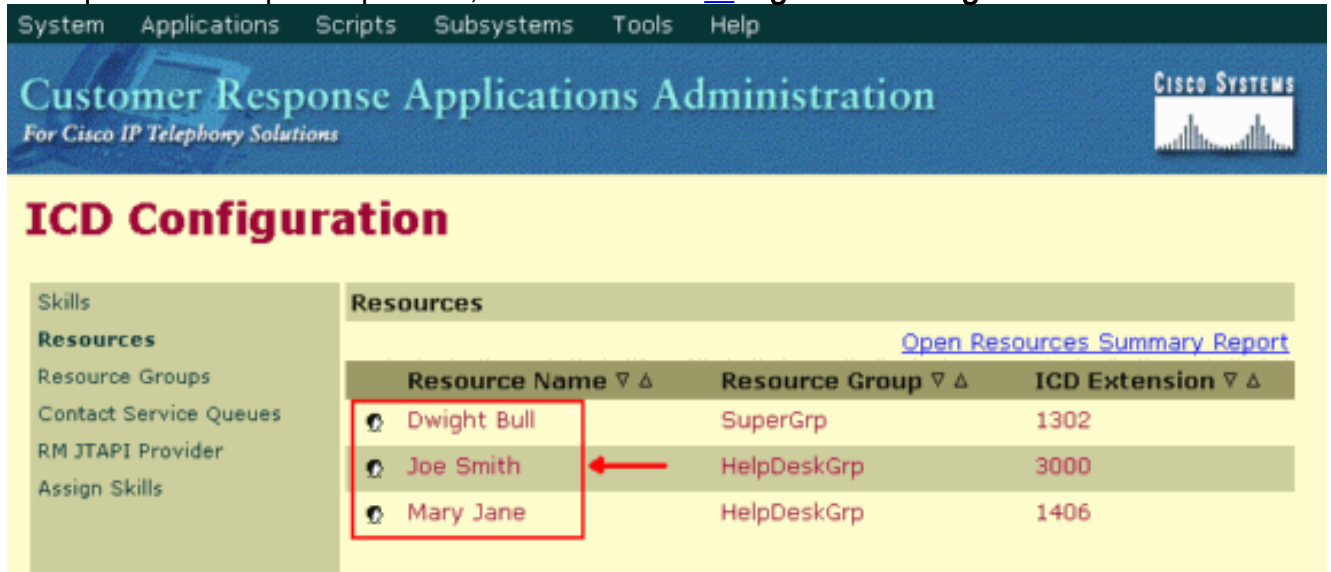 System Applications Scripts Subsystems Tools Help
Customer Response Applications Administration
For Cisco IP Telephony Solutions
CISCO SYSTEMS
ICD Configuration
Skills
Resources
Resource Groups
Contact Service Queues
RM JTAPI Provider
Assign Skills
Resources
Open Resources Summary Report
Resource Name Resource Group ICD Extension
Dwight Bull SuperGrp 1302
Joe Smith HelpDeskGrp 3000
Mary Jane HelpDeskGrp 1406